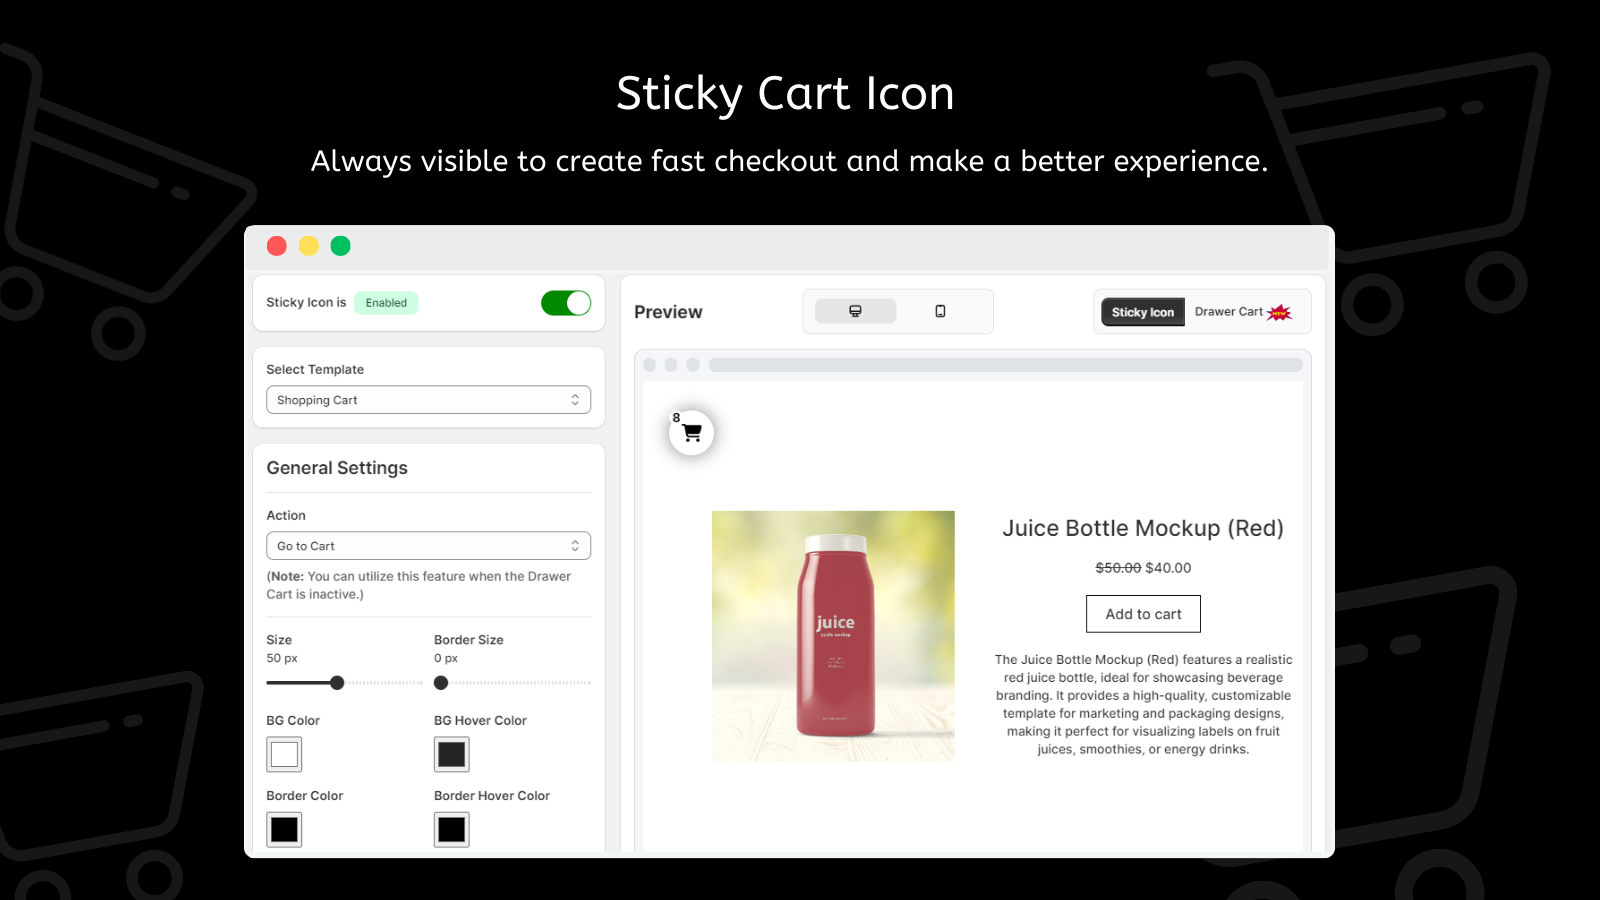 Sticky Cart Icon
Always visible to create fast checkout and make a better experience.
Sticky Icon is Enabled
Select Template
Shopping Cart
General Settings
Action
Go to Cart
(Note: You can utilize this feature when the Drawer
Cart is inactive.)
Size
50 px
Border Size
0 px
BG Color
BG Hover Color
Border Color
Border Hover Color
Preview
Sticky Icon
Drawer Cart NEW
8
juice
bottle mockup
Juice Bottle Mockup (Red)
$50.00 $40.00
Add to cart
The Juice Bottle Mockup (Red) features a realistic
red juice bottle, ideal for showcasing beverage
branding. It provides a high-quality, customizable
template for marketing and packaging designs,
making it perfect for visualizing labels on fruit
juices, smoothies, or energy drinks.